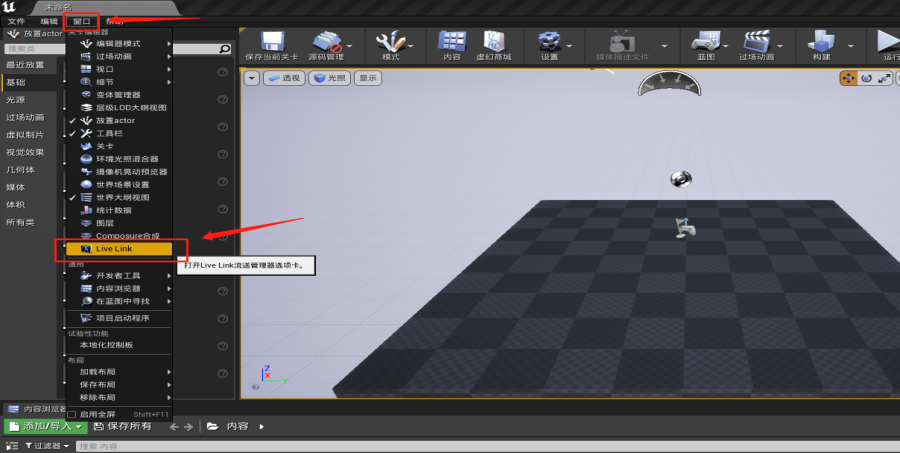 未命名
文件 编辑 窗口 帮助
放置actor
搜索类
最近放置
基础
光源
过场动画
虚拟制片
视觉效果
几何体
媒体
体积
所有类
关卡编辑器
编辑器模式
过场动画
视口
细节
变体管理器
层级LOD大纲视图
放置actor
工具栏
关卡
环境光照混合器
摄像机晃动预览器
世界场景设置
世界大纲视图
统计数据
图层
Composure合成
Live Link
通用
开发者工具
内容浏览器
在蓝图中寻找
项目启动程序
试验性功能
本地化控制板
布局
加载布局
保存布局
移除布局
启用全屏 Shift+F11
打开Live Link流送管理器选项卡。
保存当前关卡 源码管理 模式 内容 虚幻商城 设置 媒体描述文件 蓝图 过场动画 构建 运行
透视 光照 显示
Z
X
Y
内容浏览器
添加/导入 保存所有 内容
过滤器 搜索 内容